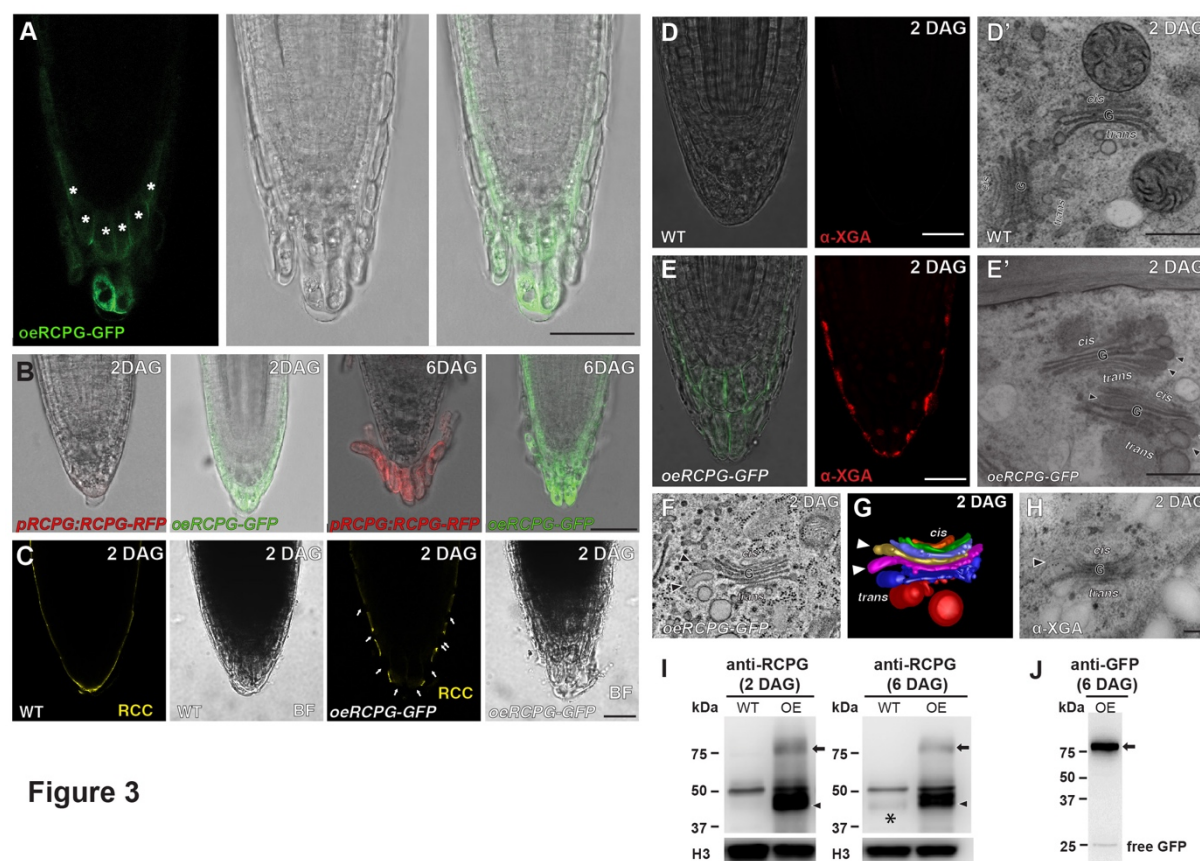 A
oeRCPG-GFP
* * * * * * *
B
2DAG 2DAG 6DAG 6DAG
pRCPG:RCPG-RFP oeRCPG-GFP pRCPG:RCPG-RFP oeRCPG-GFP
C
2 DAG 2 DAG 2 DAG 2 DAG
WT RCC WT BF oeRCPG-GFP RCC oeRCPG-GFP BF
D 2 DAG D' 2 DAG
cis
G
trans
cis
G
trans
WT α-XGA WT
E 2 DAG E' 2 DAG
cis
G
trans
cis
G
trans
oeRCPG-GFP α-XGA oeRCPG-GFP
F 2 DAG
cis
G
trans
oeRCPG-GFP
G 2 DAG
cis
trans
H 2 DAG
cis
G
trans
α-XGA
I
anti-RCPG
(2 DAG)
kDa WT OE
75
50
37
H3
anti-RCPG
(6 DAG)
kDa WT OE
75
50
37
*
H3
J
anti-GFP
(6 DAG)
kDa OE
75
50
37
25 free GFP
Figure 3